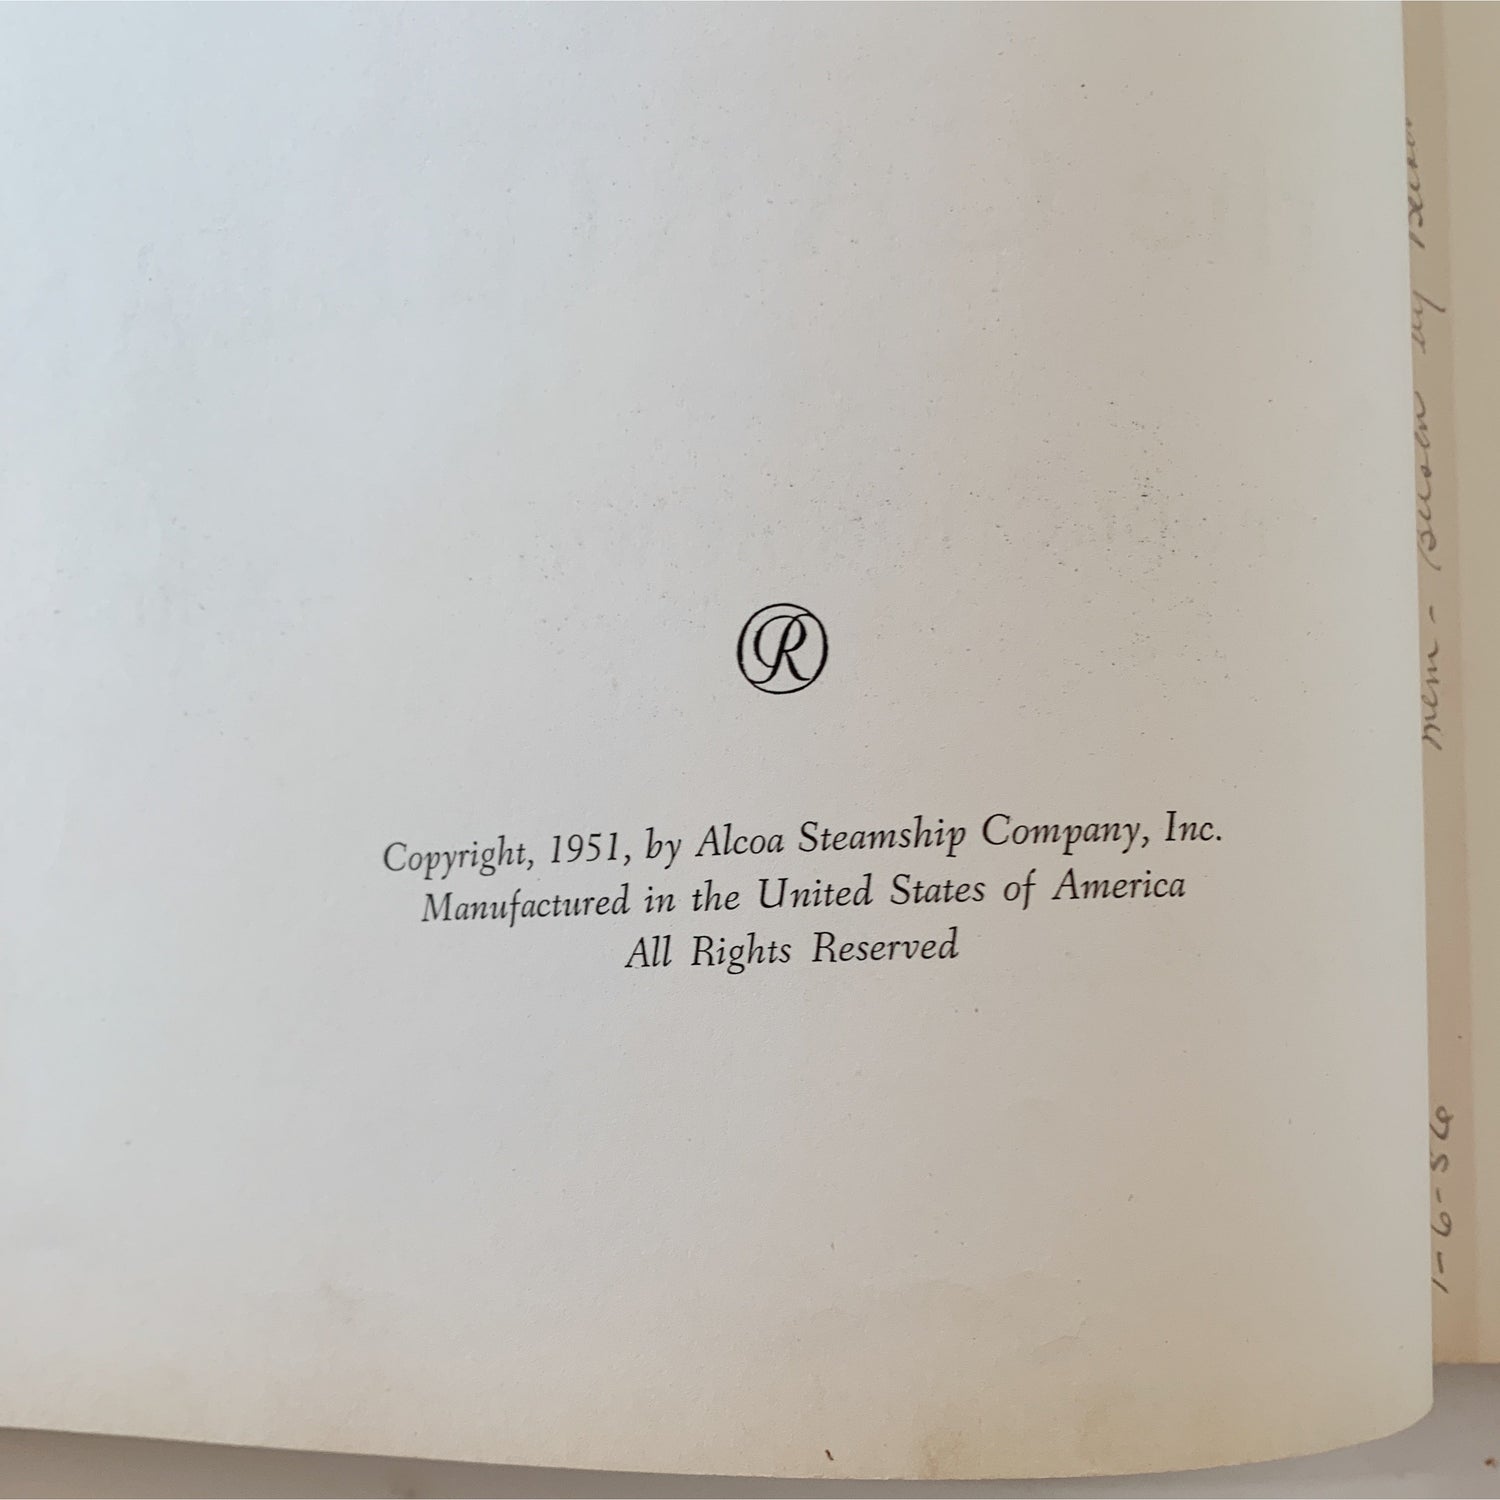 R
Copyright, 1951, by Alcoa Steamship Company, Inc.
Manufactured in the United States of America
All Rights Reserved
mem -
1-6-56